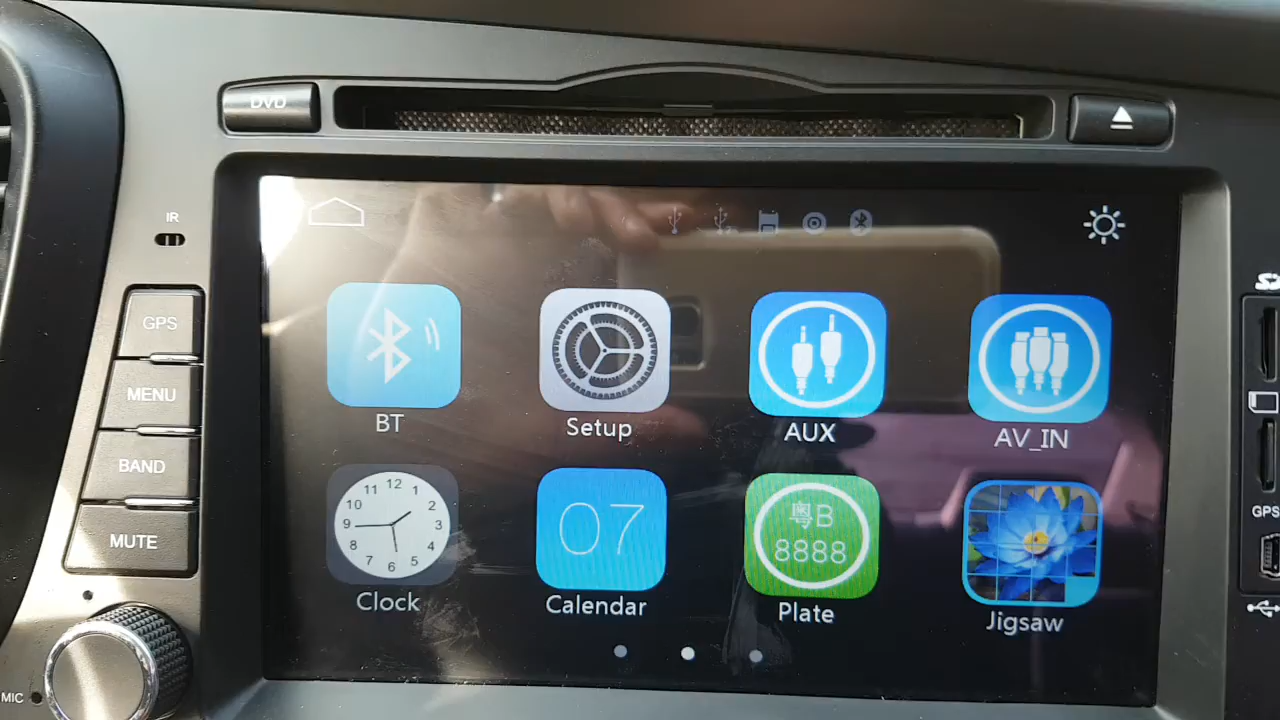 DVD
IR
GPS
MENU
BAND
MUTE
MIC
BT
Setup
AUX
AV_IN
12
1
2
3
4
5
6
7
8
9
10
11
Clock
07
Calendar
粤B
8888
Plate
Jigsaw
GPS